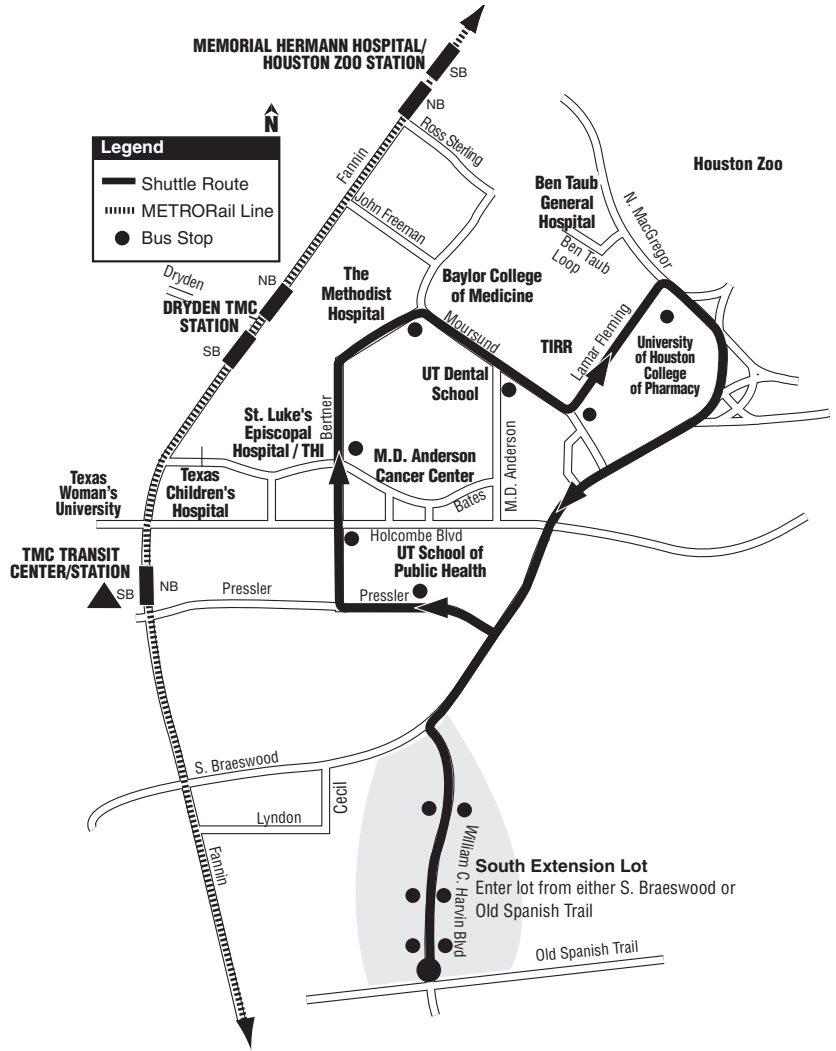 MEMORIAL HERMANN HOSPITAL/
HOUSTON ZOO STATION
SB
NB
N
Legend
Shuttle Route
METRORail Line
Bus Stop
Fannin
Ross Sterling
John Freeman
Ben Taub
General
Hospital
Ben Taub
Loop
N. MacGregor
Houston Zoo
Dryden
NB
DRYDEN TMC
STATION
SB
The
Methodist
Hospital
Baylor College
of Medicine
Moursund
TIRR
Lamar Fleming
University
of Houston
College
of Pharmacy
UT Dental
School
St. Luke's
Episcopal
Hospital / THI
Bertner
M.D. Anderson
Cancer Center
M.D. Anderson
Bates
Texas
Woman's
University
Texas
Children's
Hospital
Holcombe Blvd
UT School of
Public Health
TMC TRANSIT
CENTER/STATION
SB
NB
Pressler
Pressler
S. Braeswood
Cecil
Lyndon
Fannin
William C. Harvin Blvd
South Extension Lot
Enter lot from either S. Braeswood or
Old Spanish Trail
Old Spanish Trail